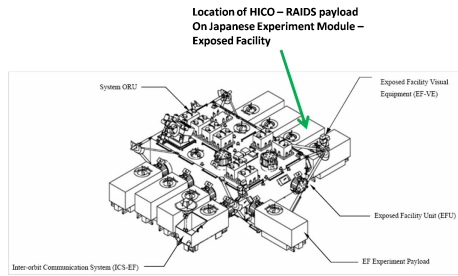 Location of HICO – RAIDS payload
On Japanese Experiment Module –
Exposed Facility
System ORU
Exposed Facility Visual
Equipment (EF-VE)
Exposed Facility Unit (EFU)
EF Experiment Payload
Inter-orbit Communication System (ICS-EF)